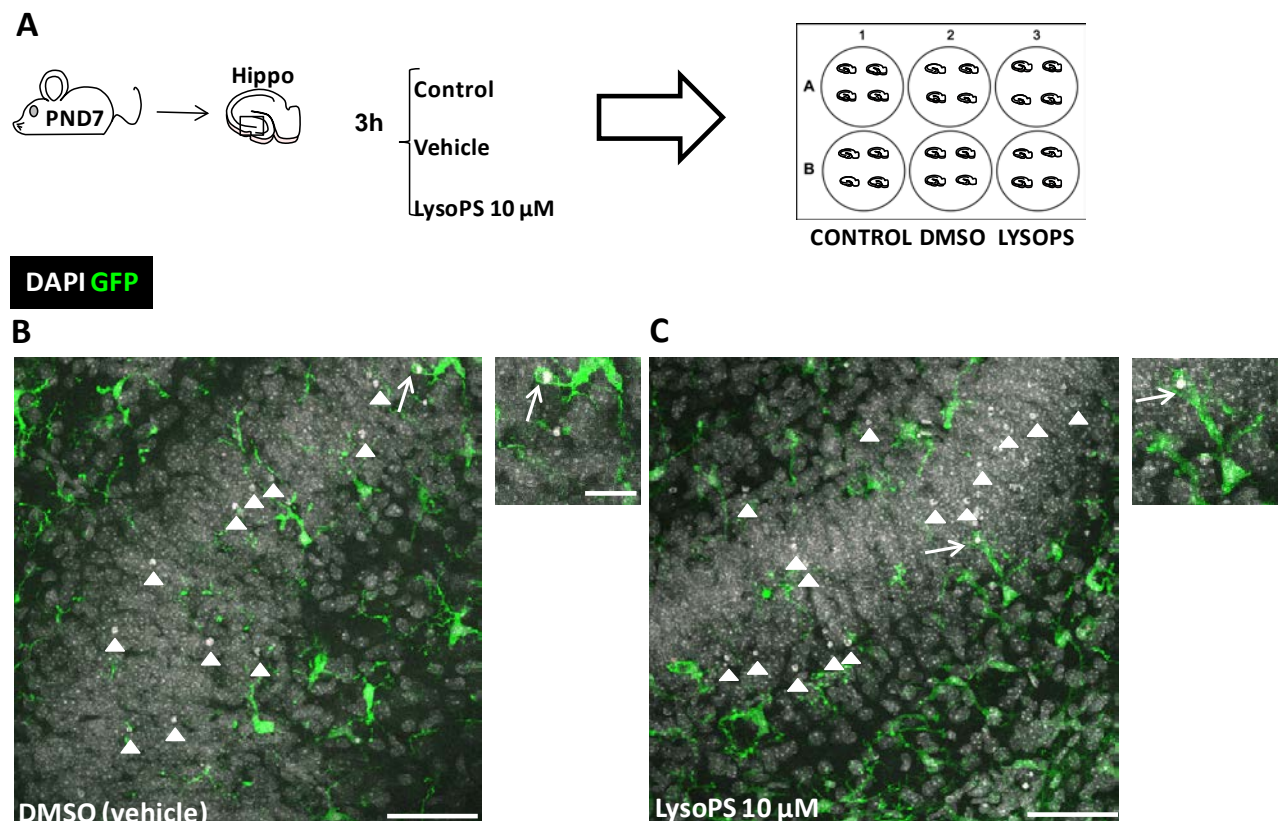 A
PND7
Hippo
3h
Control
Vehicle
LysoPS 10 µM
1 2 3
A
B
CONTROL DMSO LYSOPS
DAPI GFP
B
C
DMSO (vehicle)
LysoPS 10 µM